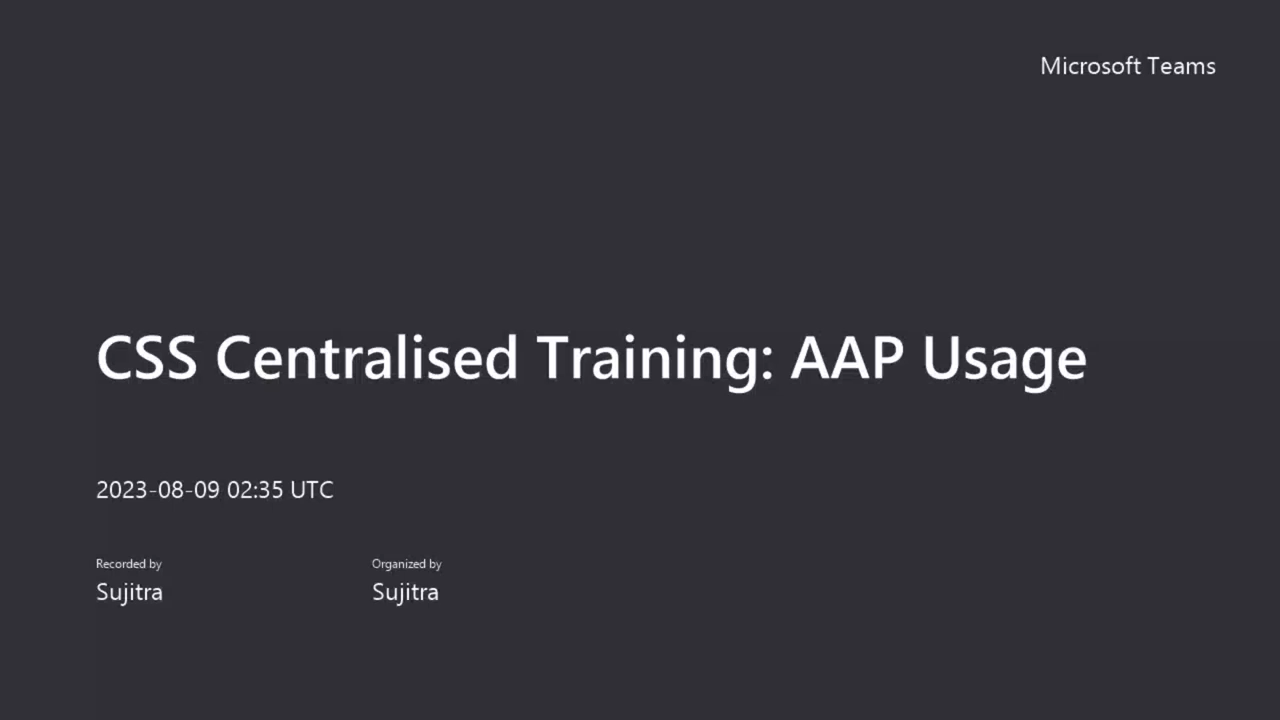 Microsoft Teams
CSS Centralised Training: AAP Usage
2023-08-09 02:35 UTC
Recorded by
Sujitra
Organized by
Sujitra